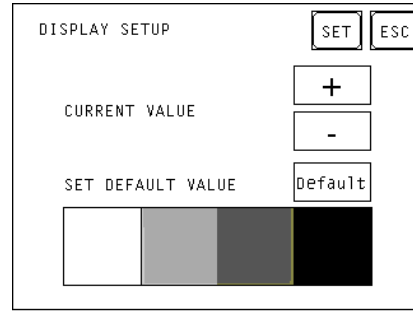 DISPLAY SETUP SET ESC
+
CURRENT VALUE
-
SET DEFAULT VALUE Default